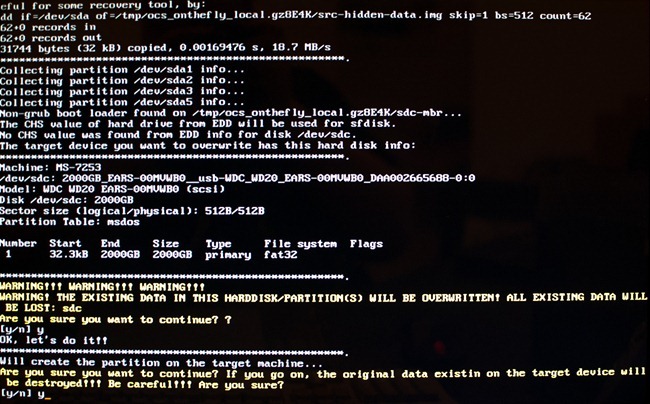 eful for some recovery tool, by:
dd if=/dev/sda of=/tmp/ocs_onthefly_local.gz8E4K/src-hidden-data.img skip=1 bs=512 count=62
62+0 records in
62+0 records out
31744 bytes (32 kB) copied, 0.00169476 s, 18.7 MB/s
*****************************************************.
Collecting partition /dev/sda1 info...
Collecting partition /dev/sda2 info...
Collecting partition /dev/sda3 info...
Collecting partition /dev/sda5 info...
Non-grub boot loader found on /tmp/ocs_onthefly_local.gz8E4K/sdc-mbr...
The CHS value of hard drive from EDD will be used for sfdisk.
No CHS value was found from EDD info for disk /dev/sdc.
The target device you want to overwrite has this hard disk info:
*****************************************************.
Machine: MS-7253
/dev/sdc: 2000GB_EARS-00MVWB0__usb-WDC_WD20_EARS-00MVWB0_DAA002665688-0:0
Model: WDC WD20 EARS-00MVWB0 (scsi)
Disk /dev/sdc: 2000GB
Sector size (logical/physical): 512B/512B
Partition Table: msdos
Number  Start   End     Size    Type     File system  Flags
 1      32.3kB  2000GB  2000GB  primary  fat32
*****************************************************.
WARNING!!! WARNING!!! WARNING!!!
WARNING! THE EXISTING DATA IN THIS HARDDISK/PARTITION(S) WILL BE OVERWRITTEN! ALL EXISTING DATA WILL
 BE LOST: sdc
Are you sure you want to continue? ?
[y/n] y
OK, let's do it!!
*****************************************************.
Will create the partition on the target machine...
Are you sure you want to continue? If you go on, the original data existin on the target device will
 be destroyed!!! Be careful!!! Are you sure?
[y/n] y_